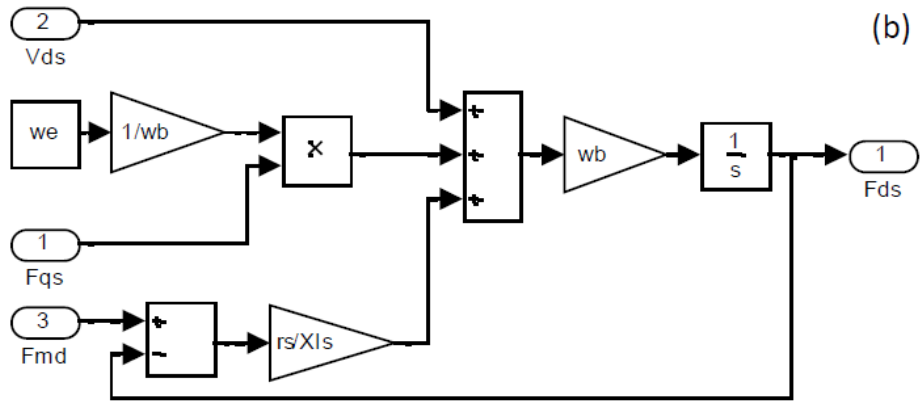 2
(b)
Vds
+
we
1/wb
×
+
wb
1
s
1
Fds
+
1
Fqs
3
Fmd
+
-
rs/Xls